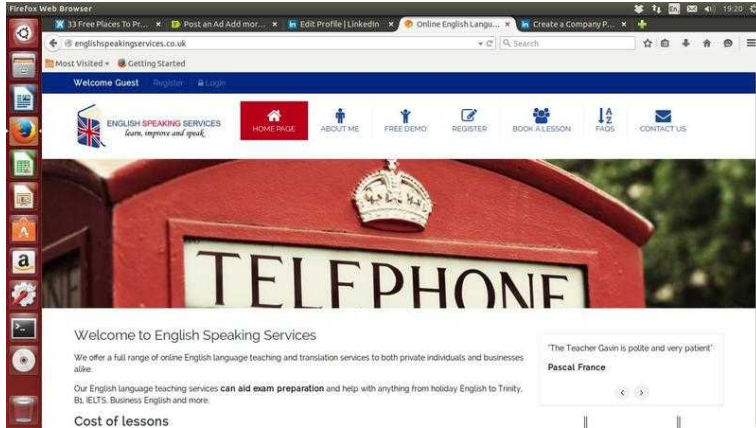 Firefox Web Browser
En
19:20
33 Free Places To Pr...
Post an Ad Add mor...
Edit Profile | LinkedIn
Online English Langu...
Create a Company P...
englishspeakingservices.co.uk
Search
Most Visited
Getting Started
Welcome Guest
Register
Login
ENGLISH SPEAKING SERVICES
learn, improve and speak
HOME PAGE
ABOUT ME
FREE DEMO
REGISTER
BOOK A LESSON
FAQS
CONTACT US
TELEPHONE
Welcome to English Speaking Services
We offer a full range of online English language teaching and translation services to both private individuals and businesses
alike.
Our English language teaching services can aid exam preparation and help with anything from holiday English to Trinity,
B1, IELTS, Business English and more.
Cost of lessons
"The Teacher Gavin is polite and very patient"
Pascal France